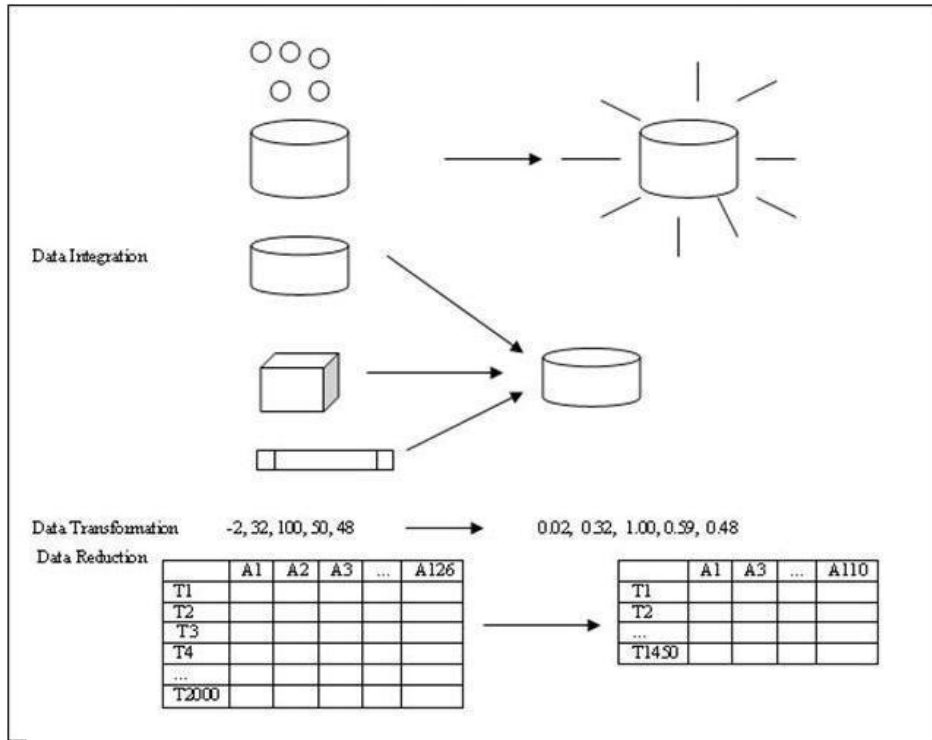 Data Integration
Data Transformation -2, 32, 100, 50, 48 0.02, 0.32, 1.00, 0.59, 0.48
Data Reduction
A1 A2 A3 ... A126
T1
T2
T3
T4
...
T2000
A1 A3 ... A110
T1
T2
...
T1450